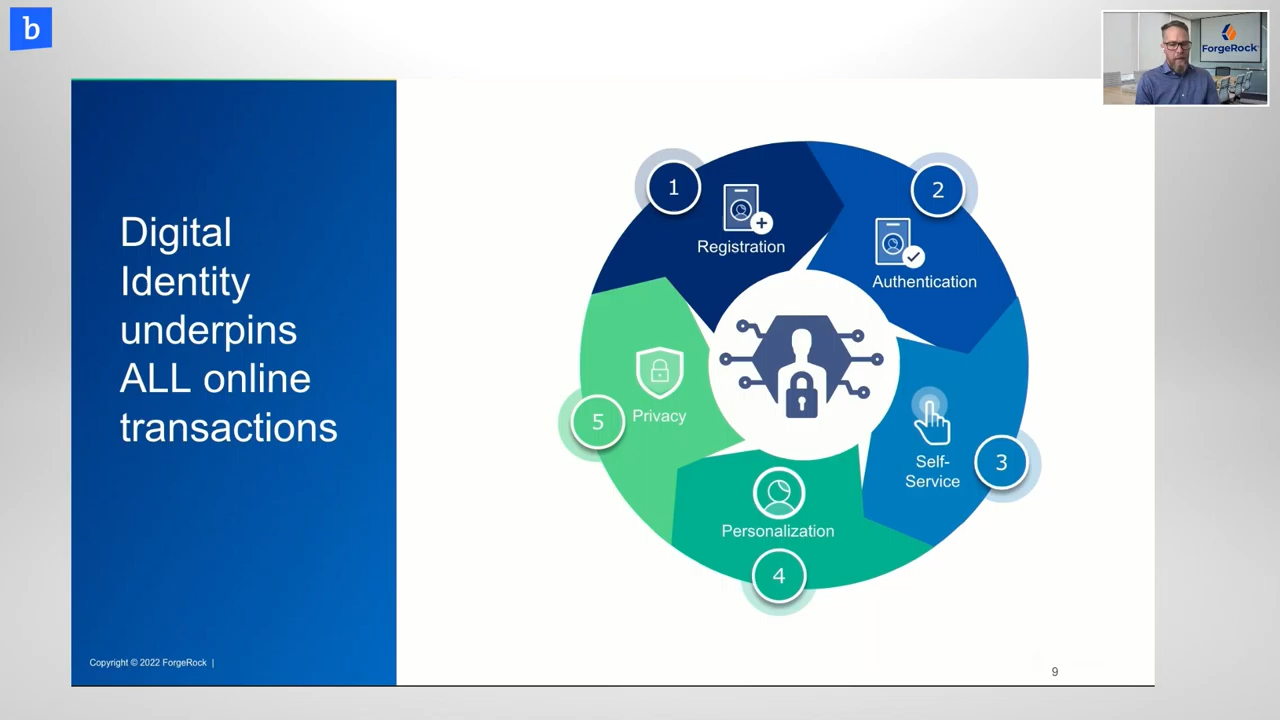 b
ForgeRock
Digital
Identity
underpins
ALL online
transactions
1
Registration
2
Authentication
3
Self-
Service
4
Personalization
5
Privacy
Copyright © 2022 ForgeRock |
9